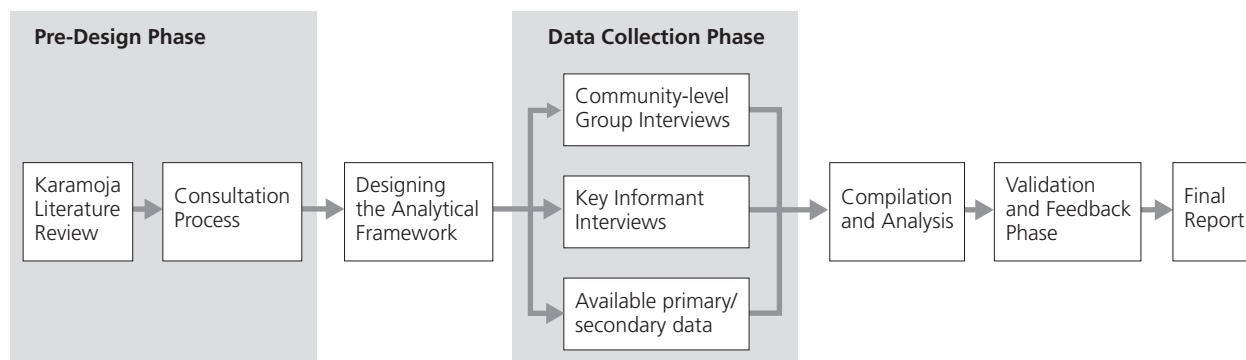 Pre-Design Phase
Data Collection Phase
Karamoja
Literature
Review
Consultation
Process
Designing
the Analytical
Framework
Community-level
Group Interviews
Key Informant
Interviews
Available primary/
secondary data
Compilation
and Analysis
Validation
and Feedback
Phase
Final
Report